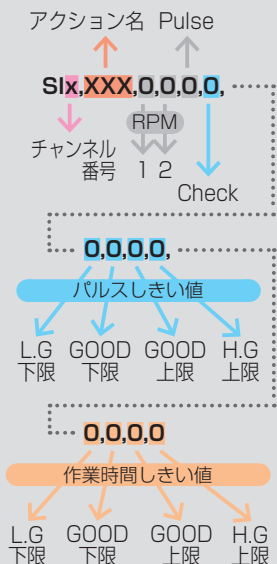 アクション名 Pulse
SIx,XXX,0,0,0,0,
RPM
チャンネル
番号 1 2
Check
0,0,0,0,
パルスしきい値
L.G GOOD GOOD H.G
下限 下限 上限 上限
0,0,0,0
作業時間しきい値
L.G GOOD GOOD H.G
下限 下限 上限 上限